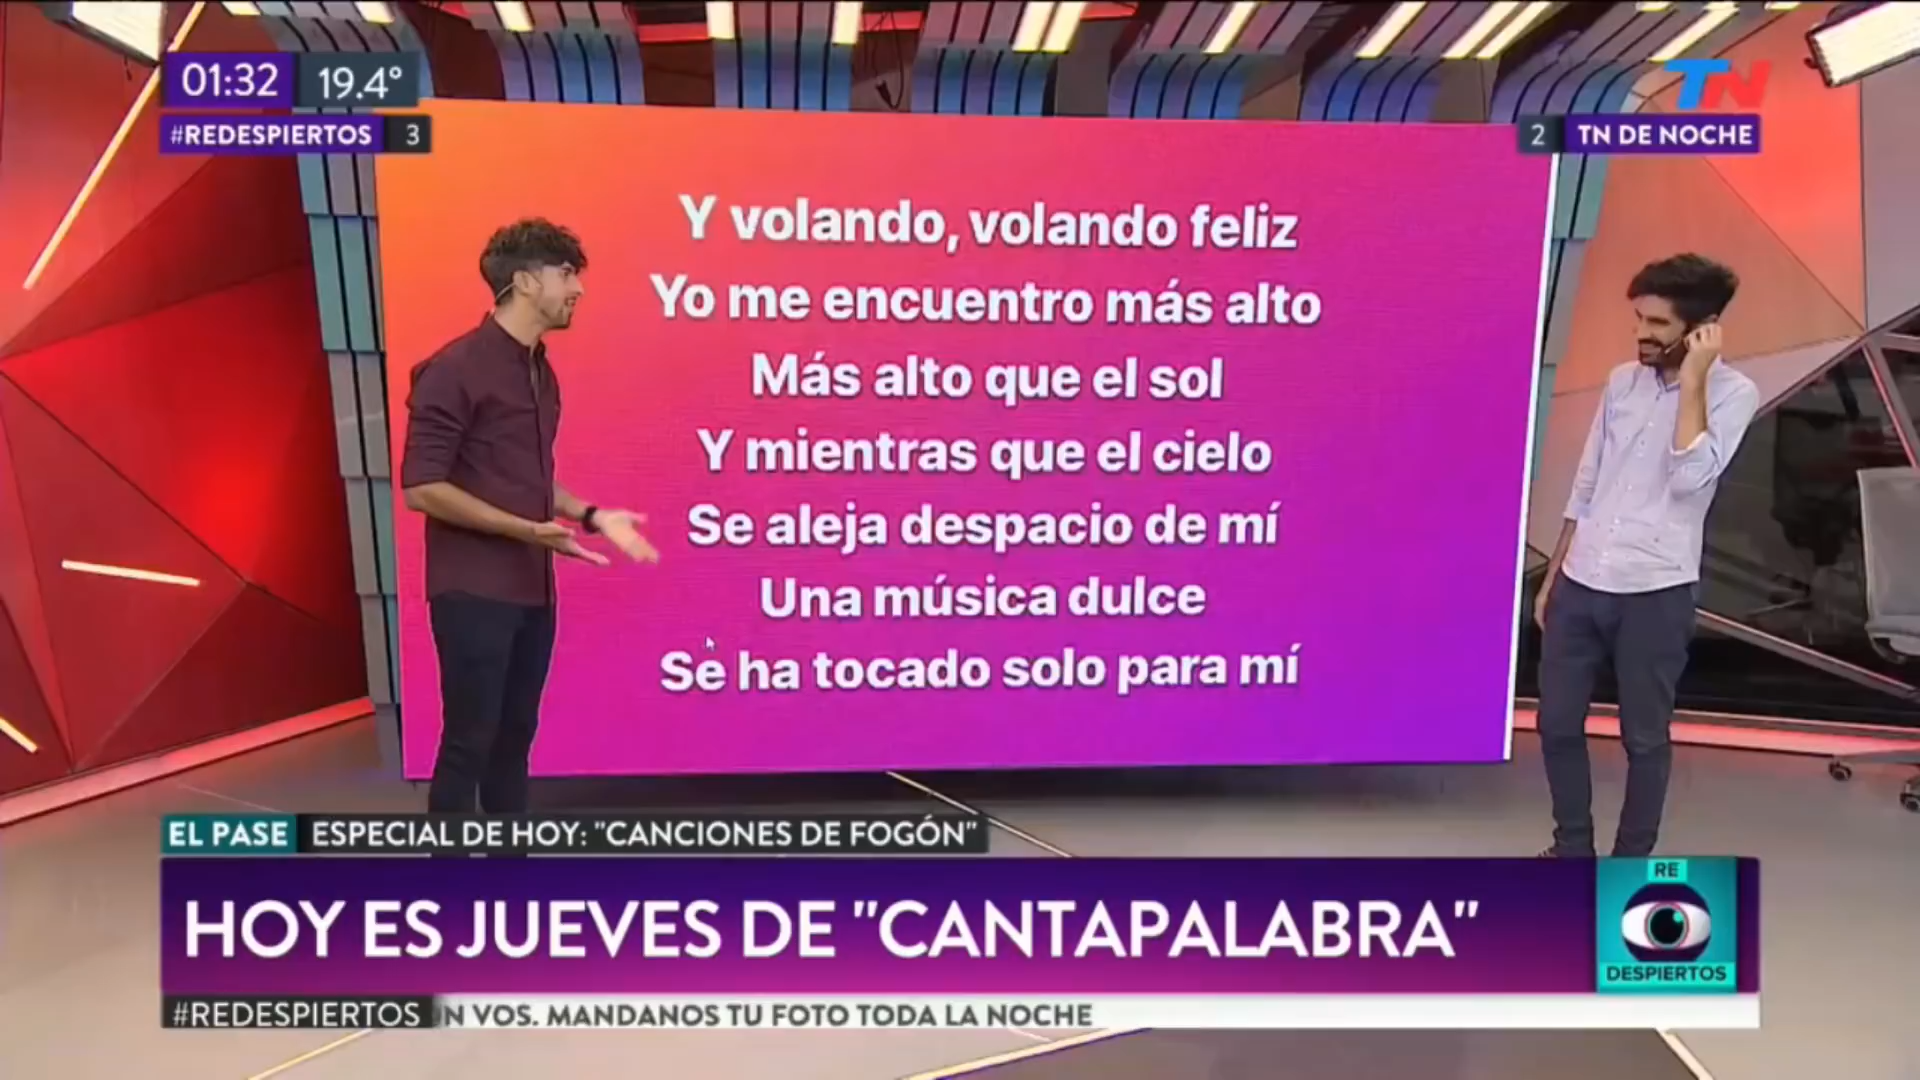 01:32 19.4°
#REDESPIERTOS 3
TN
2 TN DE NOCHE
Y volando, volando feliz
Yo me encuentro más alto
Más alto que el sol
Y mientras que el cielo
Se aleja despacio de mí
Una música dulce
Se ha tocado solo para mí
EL PASE ESPECIAL DE HOY: "CANCIONES DE FOGÓN"
HOY ES JUEVES DE "CANTAPALABRA"
RE
DESPIERTOS
#REDESPIERTOS N VOS. MANDANOS TU FOTO TODA LA NOCHE